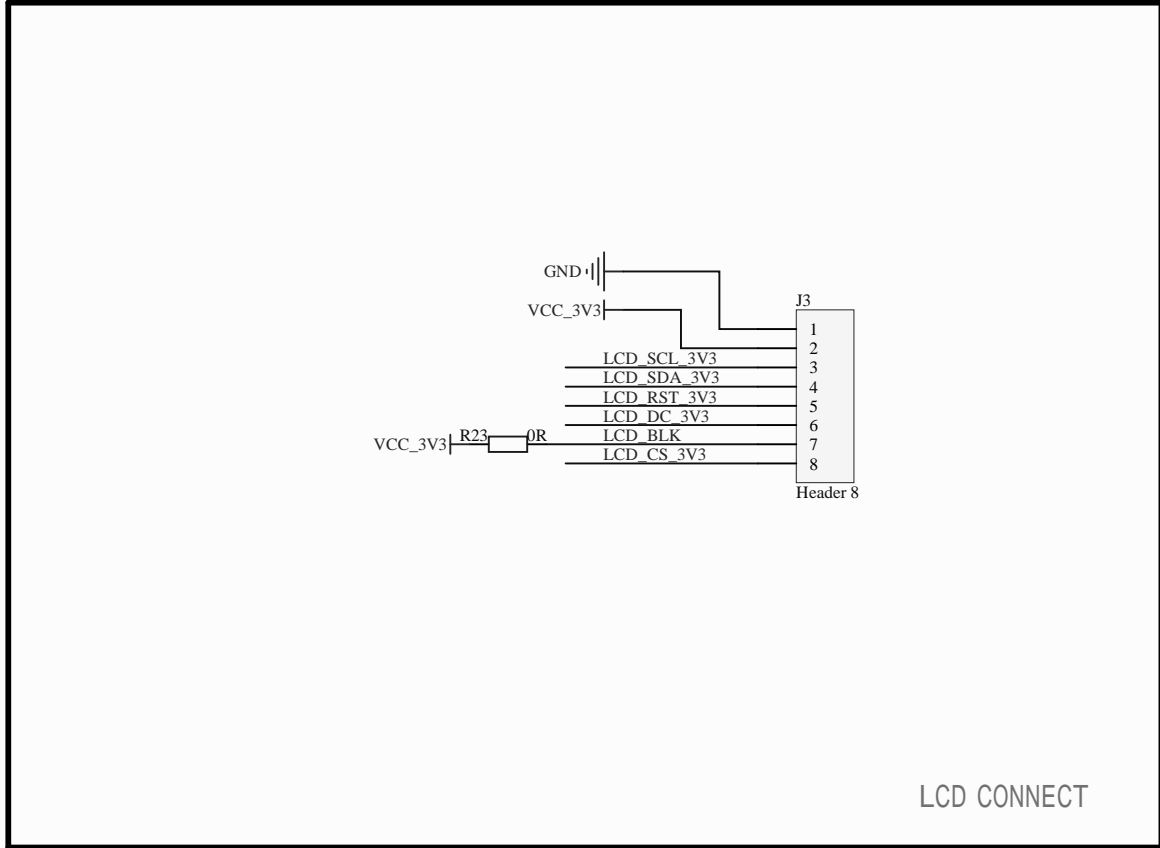 GND
VCC_3V3
J3
1
2
LCD_SCL_3V3
3
LCD_SDA_3V3
4
LCD_RST_3V3
5
LCD_DC_3V3
6
VCC_3V3 R23 0R LCD_BLK
7
LCD_CS_3V3
8
Header 8
LCD CONNECT